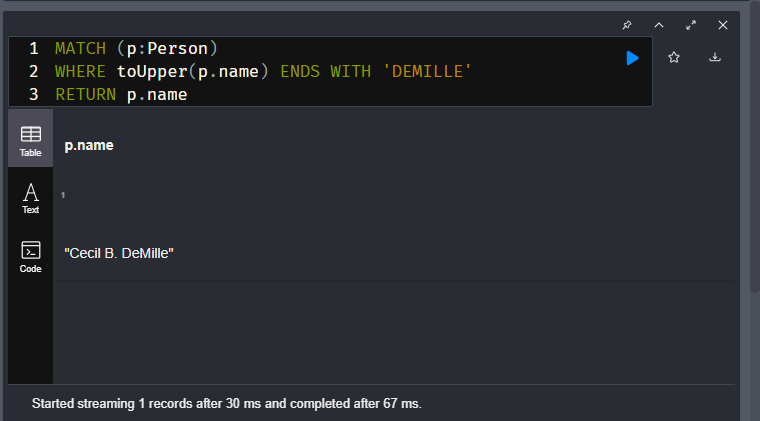 1 MATCH (p:Person)
2 WHERE toUpper(p.name) ENDS WITH 'DEMILLE'
3 RETURN p.name
Table
p.name
Text
1
"Cecil B. DeMille"
Code
Started streaming 1 records after 30 ms and completed after 67 ms.